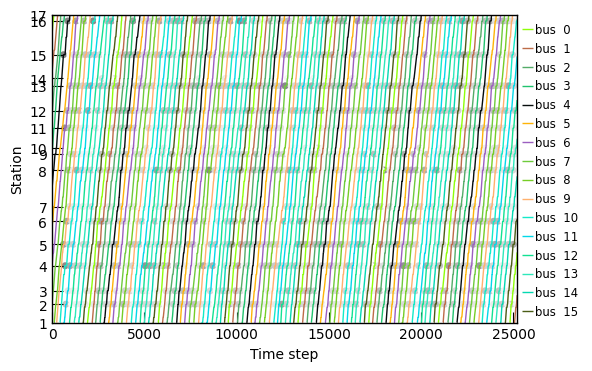 17
16
15
14
13
12
11
10
9
8
7
6
5
4
3
2
1
Station
0 5000 10000 15000 20000 25000
Time step
bus 0
bus 1
bus 2
bus 3
bus 4
bus 5
bus 6
bus 7
bus 8
bus 9
bus 10
bus 11
bus 12
bus 13
bus 14
bus 15